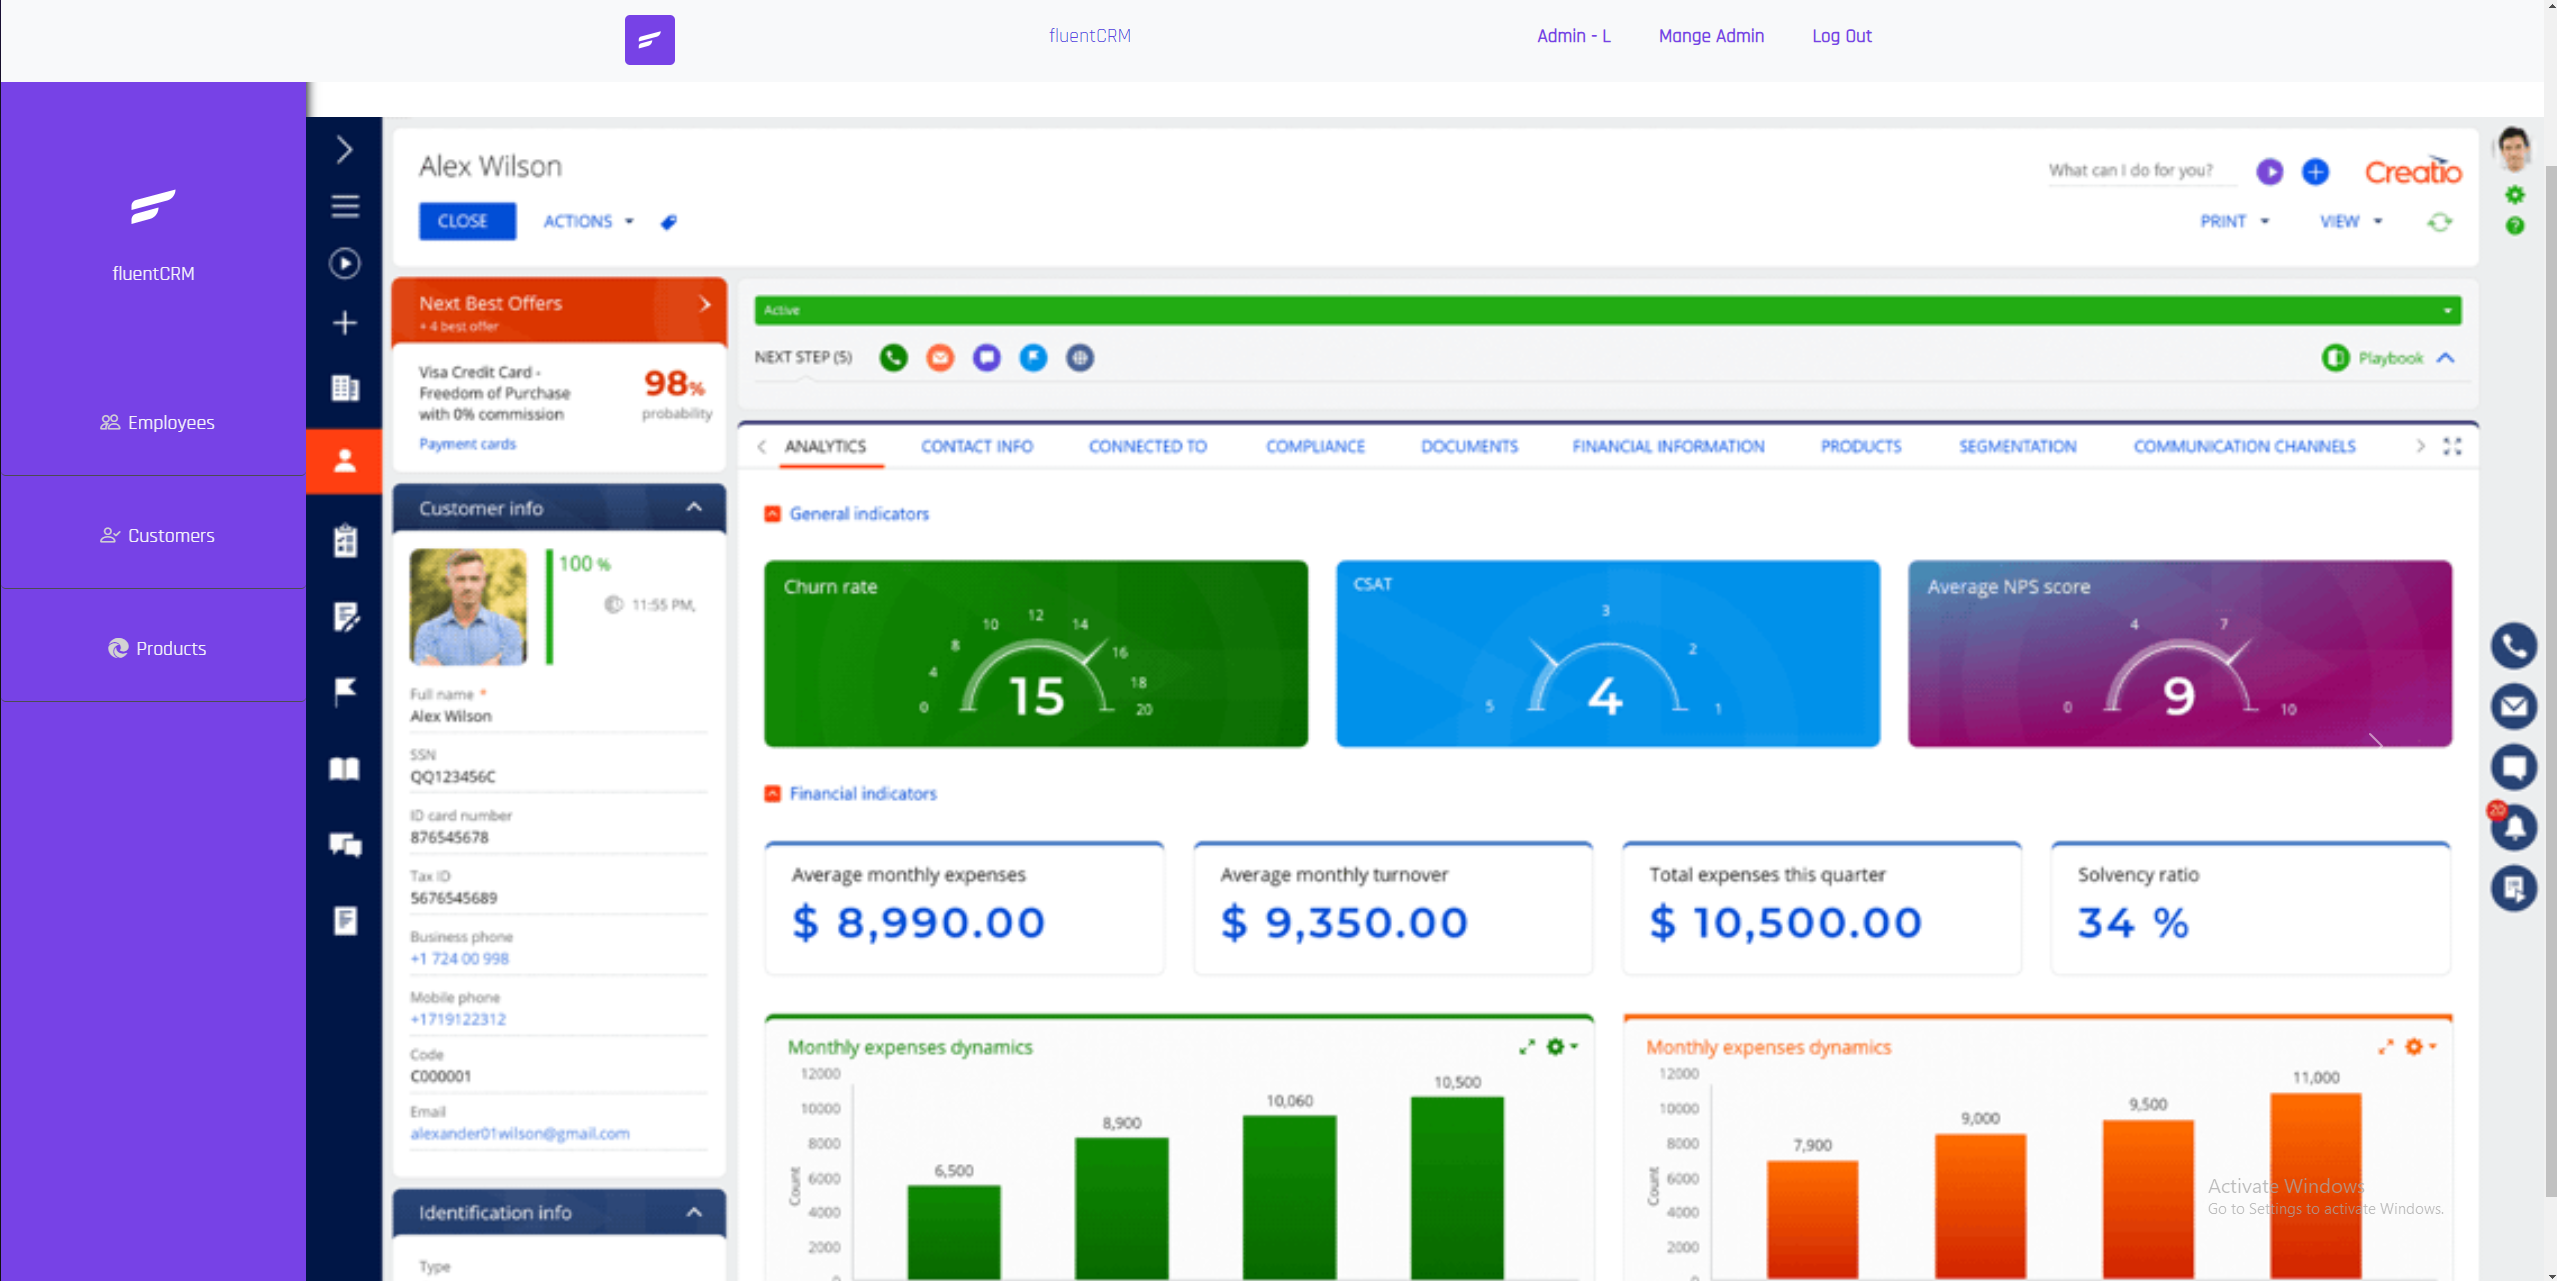 fluentCRM
Admin - L
Mange Admin
Log Out
fluentCRM
Employees
Customers
Products
Alex Wilson
What can I do for you?
Creatio
CLOSE
ACTIONS
PRINT
VIEW
Next Best Offers
+ 4 best offer
Visa Credit Card -
Freedom of Purchase
with 0% commission
98%
probability
Payment cards
Active
NEXT STEP (5)
Playbook
ANALYTICS
CONTACT INFO
CONNECTED TO
COMPLIANCE
DOCUMENTS
FINANCIAL INFORMATION
PRODUCTS
SEGMENTATION
COMMUNICATION CHANNELS
Customer info
100 %
11:55 PM,
Full name *
Alex Wilson
SSN
QQ123456C
ID card number
876545678
Tax ID
5676545689
Business phone
+1 724 00 998
Mobile phone
+1719122312
Code
C000001
Email
alexander01wilson@gmail.com
Identification info
Type
General indicators
Churn rate
0
4
8
10
12
14
16
18
20
15
CSAT
5
3
2
1
4
Average NPS score
0
4
7
10
9
20
Financial indicators
Average monthly expenses
$ 8,990.00
Average monthly turnover
$ 9,350.00
Total expenses this quarter
$ 10,500.00
Solvency ratio
34 %
Monthly expenses dynamics
12000
10000
8000
6000
4000
2000
0
Count
6,500
8,900
10,060
10,500
Monthly expenses dynamics
12000
10000
8000
6000
4000
2000
0
Count
7,900
9,000
9,500
11,000
Activate Windows
Go to Settings to activate Windows.